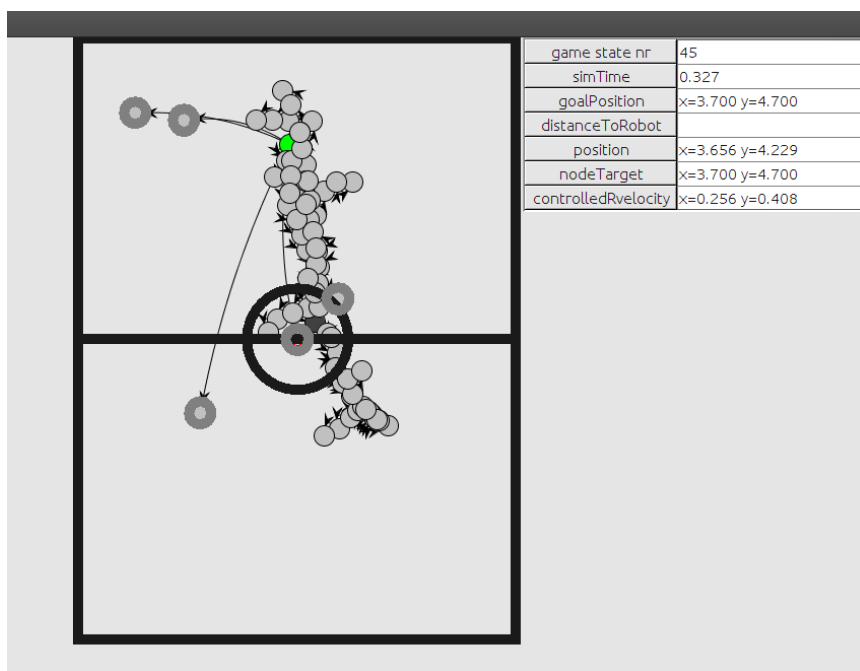 game state nr 45
simTime 0.327
goalPosition x=3.700 y=4.700
distanceToRobot
position x=3.656 y=4.229
nodeTarget x=3.700 y=4.700
controlledRvelocity x=0.256 y=0.408